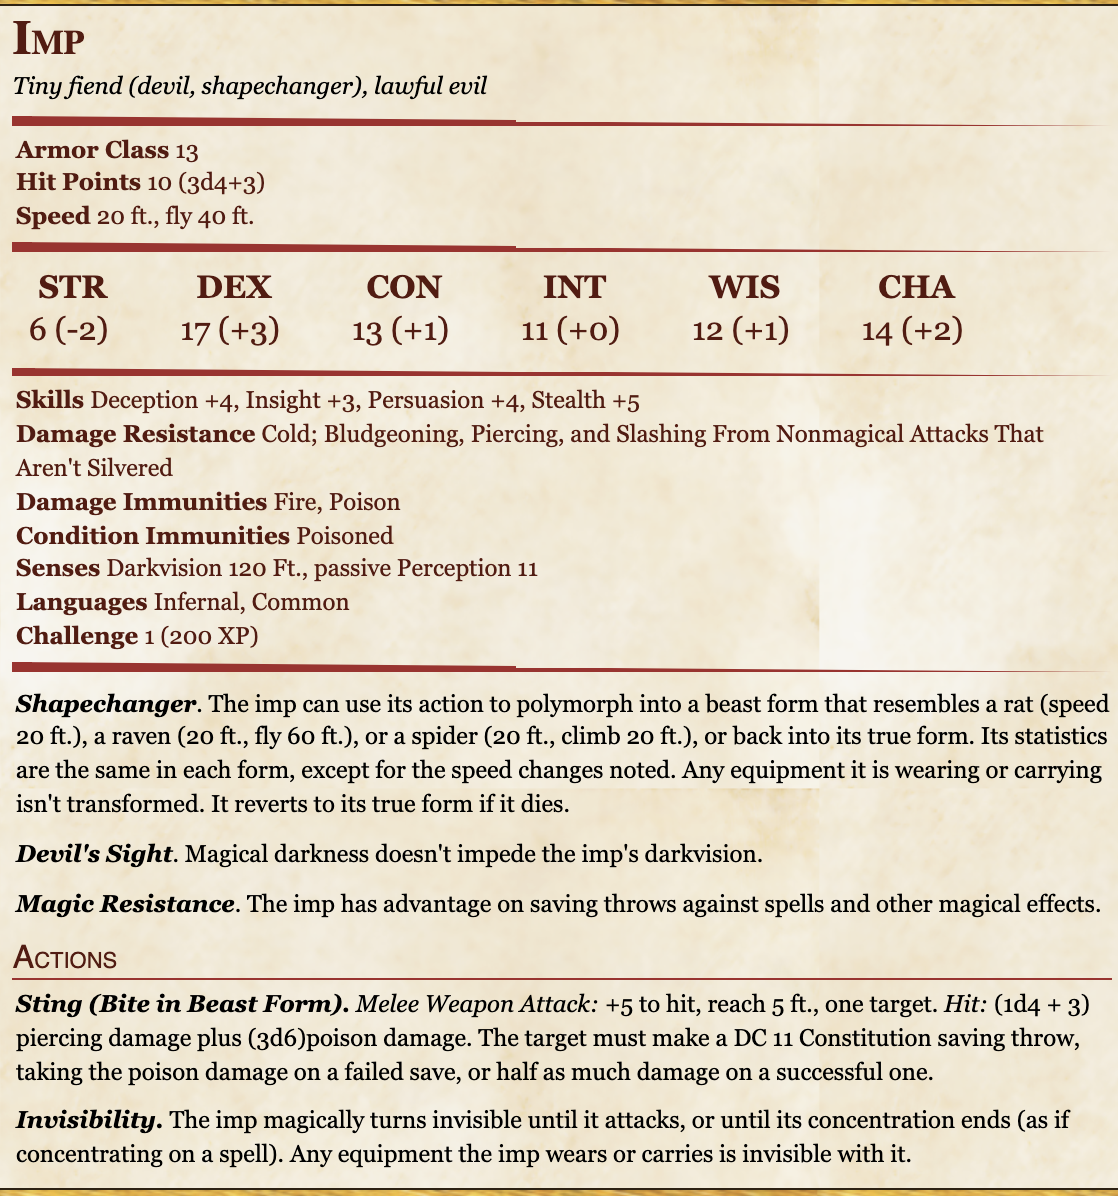 Imp
Tiny fiend (devil, shapechanger), lawful evil
Armor Class 13
Hit Points 10 (3d4+3)
Speed 20 ft., fly 40 ft.
STR DEX CON INT WIS CHA
6 (-2) 17 (+3) 13 (+1) 11 (+0) 12 (+1) 14 (+2)
Skills Deception +4, Insight +3, Persuasion +4, Stealth +5
Damage Resistance Cold; Bludgeoning, Piercing, and Slashing From Nonmagical Attacks That
Aren't Silvered
Damage Immunities Fire, Poison
Condition Immunities Poisoned
Senses Darkvision 120 Ft., passive Perception 11
Languages Infernal, Common
Challenge 1 (200 XP)
Shapechanger. The imp can use its action to polymorph into a beast form that resembles a rat (speed
20 ft.), a raven (20 ft., fly 60 ft.), or a spider (20 ft., climb 20 ft.), or back into its true form. Its statistics
are the same in each form, except for the speed changes noted. Any equipment it is wearing or carrying
isn't transformed. It reverts to its true form if it dies.
Devil's Sight. Magical darkness doesn't impede the imp's darkvision.
Magic Resistance. The imp has advantage on saving throws against spells and other magical effects.
Actions
Sting (Bite in Beast Form). Melee Weapon Attack: +5 to hit, reach 5 ft., one target. Hit: (1d4 + 3)
piercing damage plus (3d6)poison damage. The target must make a DC 11 Constitution saving throw,
taking the poison damage on a failed save, or half as much damage on a successful one.
Invisibility. The imp magically turns invisible until it attacks, or until its concentration ends (as if
concentrating on a spell). Any equipment the imp wears or carries is invisible with it.